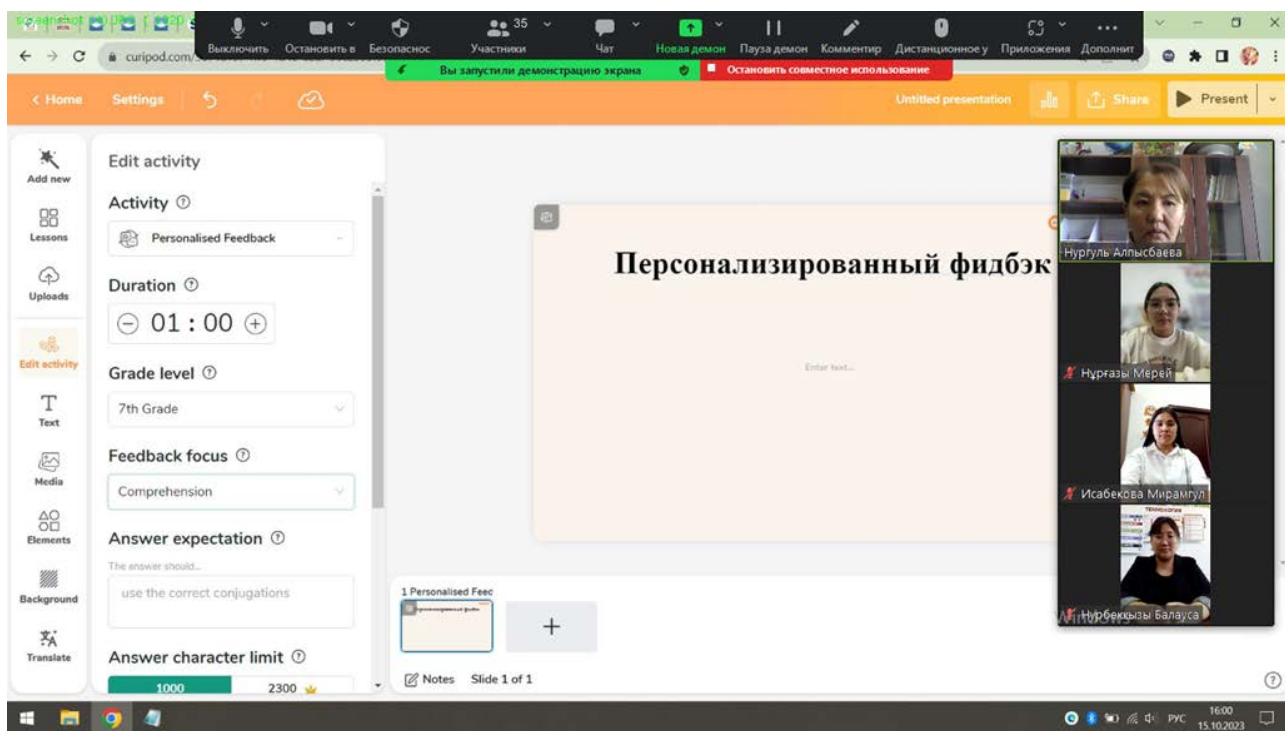 35
Выключить Остановить в Безопаснос Участники Чат Новая демон Пауза демон Комментир Дистанционное у Приложения Дополнит
curipod.com/
Вы запустили демонстрацию экрана Остановить совместное использование
< Home Settings Untitled presentation Share Present
Add new
Lessons
Uploads
Edit activity
Text
Media
Elements
Background
Translate
Edit activity
Activity
Personalised Feedback
Duration
01 : 00
Grade level
7th Grade
Feedback focus
Comprehension
Answer expectation
The answer should...
use the correct conjugations
Answer character limit
1000 2300
Персонализированный фидбэк
Enter text...
1 Personalised Feec
Notes Slide 1 of 1
Нургуль Алпысбаева
Нұрғазы Мерей
Исабекова Мирамгул
ТЕХНОЛОГИЯ
Нурбекқызы Балауса
РУС 16:00
15.10.2023